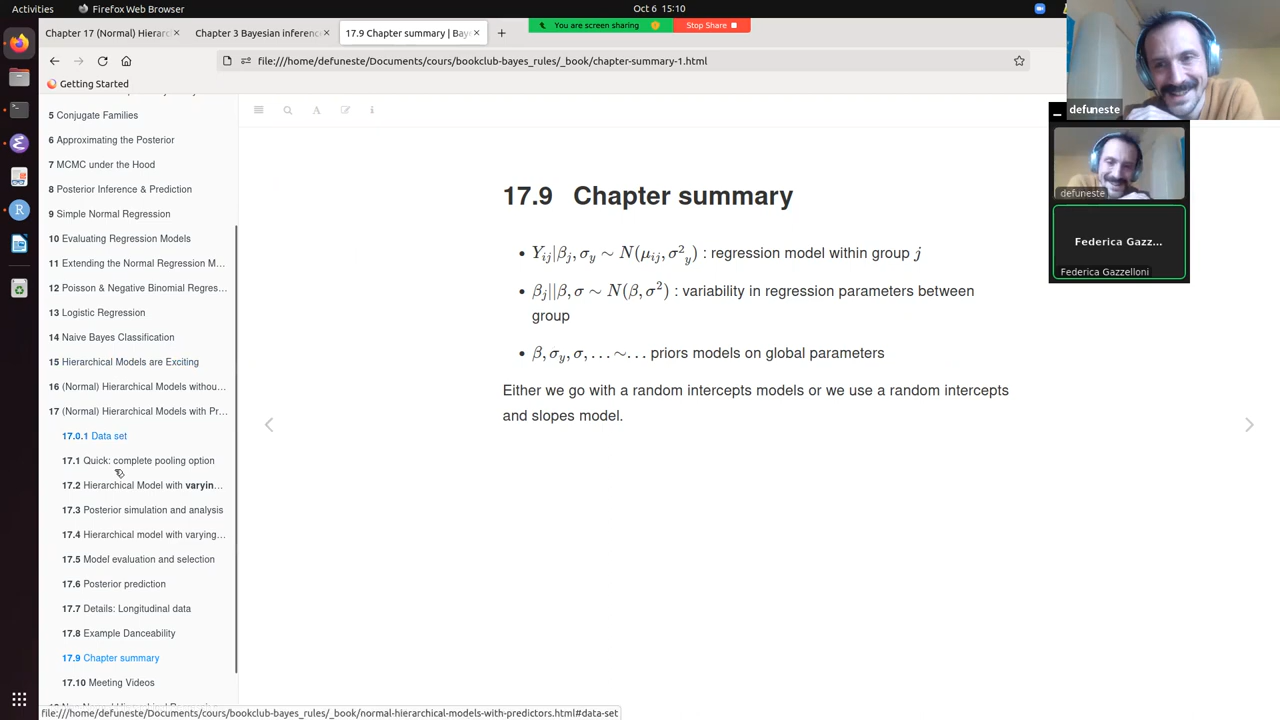 Activities
Firefox Web Browser
Oct 6 15:10
Chapter 17 (Normal) Hierarc
Chapter 3 Bayesian inferenc
17.9 Chapter summary | Bay
You are screen sharing
Stop Share
file:///home/defuneste/Documents/cours/bookclub-bayes_rules/_book/chapter-summary-1.html
Getting Started
defuneste
defuneste
Federica Gazz...
Federica Gazzelloni
5 Conjugate Families
6 Approximating the Posterior
7 MCMC under the Hood
8 Posterior Inference & Prediction
9 Simple Normal Regression
10 Evaluating Regression Models
11 Extending the Normal Regression M...
12 Poisson & Negative Binomial Regres...
13 Logistic Regression
14 Naive Bayes Classification
15 Hierarchical Models are Exciting
16 (Normal) Hierarchical Models withou...
17 (Normal) Hierarchical Models with Pr...
17.0.1 Data set
17.1 Quick: complete pooling option
17.2 Hierarchical Model with varyin...
17.3 Posterior simulation and analysis
17.4 Hierarchical model with varying...
17.5 Model evaluation and selection
17.6 Posterior prediction
17.7 Details: Longitudinal data
17.8 Example Danceability
17.9 Chapter summary
17.10 Meeting Videos
17.9 Chapter summary
• Y_{ij}|β_j, σ_y ∼ N(μ_{ij}, σ²_y) : regression model within group j
• β_j||β, σ ∼ N(β, σ²) : variability in regression parameters between
group
• β, σ_y, σ, … ∼ … priors models on global parameters
Either we go with a random intercepts models or we use a random intercepts
and slopes model.
file:///home/defuneste/Documents/cours/bookclub-bayes_rules/_book/normal-hierarchical-models-with-predictors.html#data-set